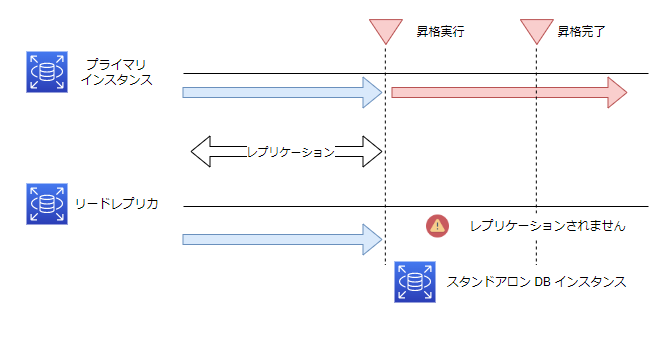 昇格実行
昇格完了
プライマリ
インスタンス
レプリケーション
リードレプリカ
レプリケーションされません
スタンドアロン DB インスタンス